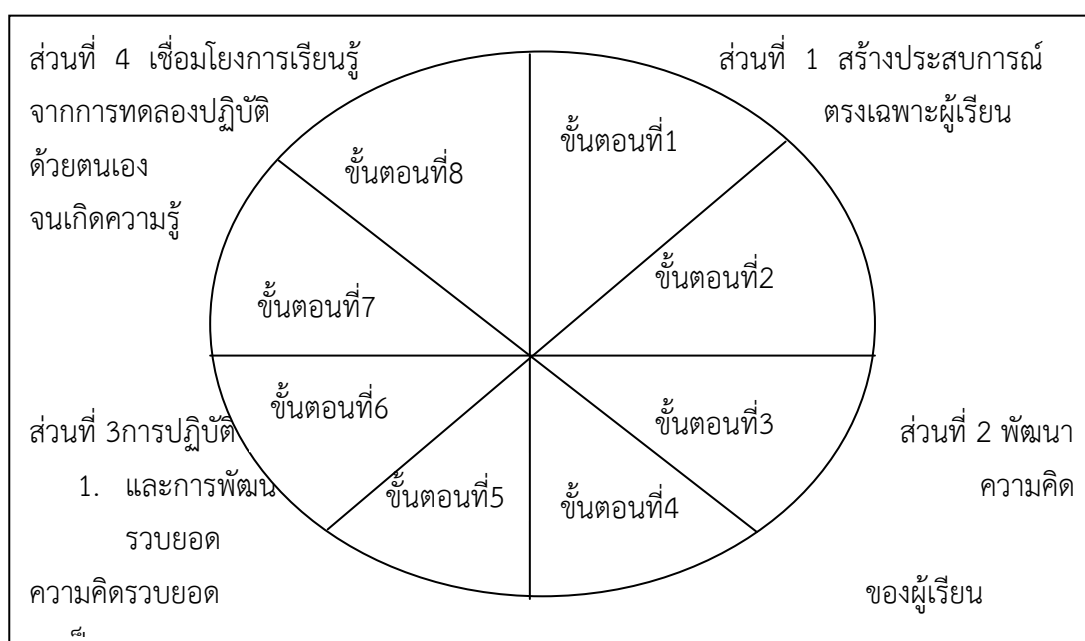 ส่วนที่ 4 เชื่อมโยงการเรียนรู้
จากการทดลองปฏิบัติ
ด้วยตนเอง
จนเกิดความรู้
ส่วนที่ 1 สร้างประสบการณ์
ตรงเฉพาะผู้เรียน
ขั้นตอนที่1
ขั้นตอนที่2
ขั้นตอนที่3
ขั้นตอนที่4
ขั้นตอนที่5
ขั้นตอนที่6
ขั้นตอนที่7
ขั้นตอนที่8
ส่วนที่ 3การปฏิบัติ
1. และการพัฒน
รวบยอด
ความคิดรวบยอด
ส่วนที่ 2 พัฒนา
ความคิด
ของผู้เรียน